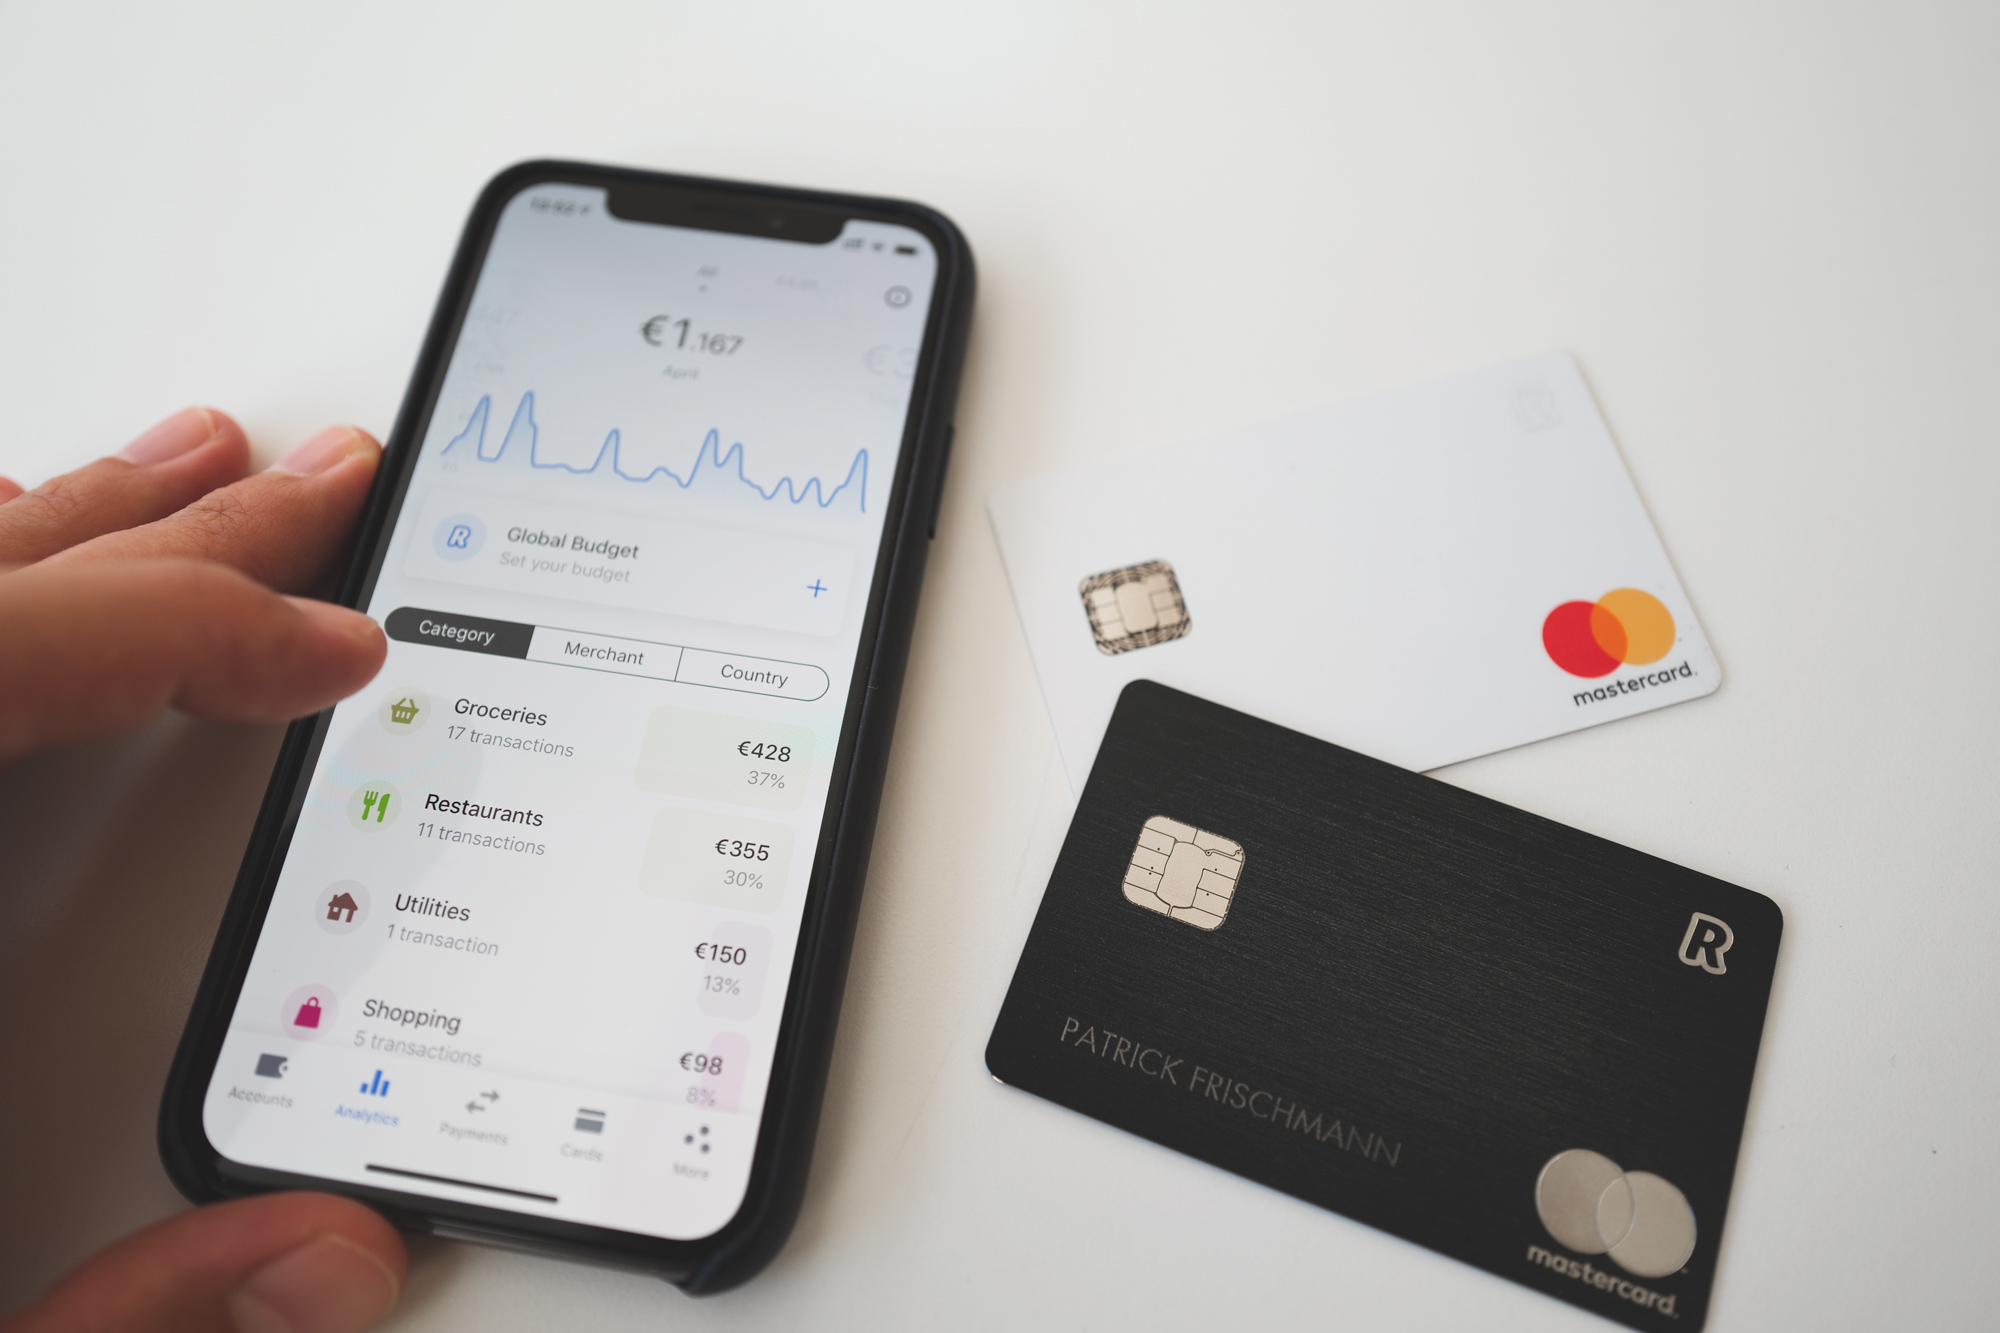 All
€1.167
April
€0
R
Global Budget
Set your budget
+
Category
Merchant
Country
Groceries
17 transactions
€428
37%
Restaurants
11 transactions
€355
30%
Utilities
1 transaction
€150
13%
Shopping
5 transactions
€98
8%
Accounts
Analytics
Payments
Cards
More
mastercard.
R
PATRICK FRISCHMANN
mastercard.